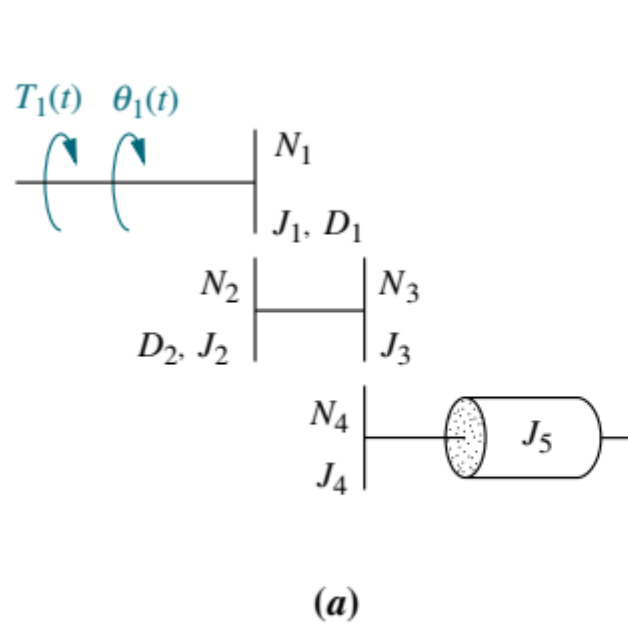 T₁(t) θ₁(t)
N₁
J₁, D₁
N₂ N₃
D₂, J₂ J₃
N₄
J₅
J₄
(a)